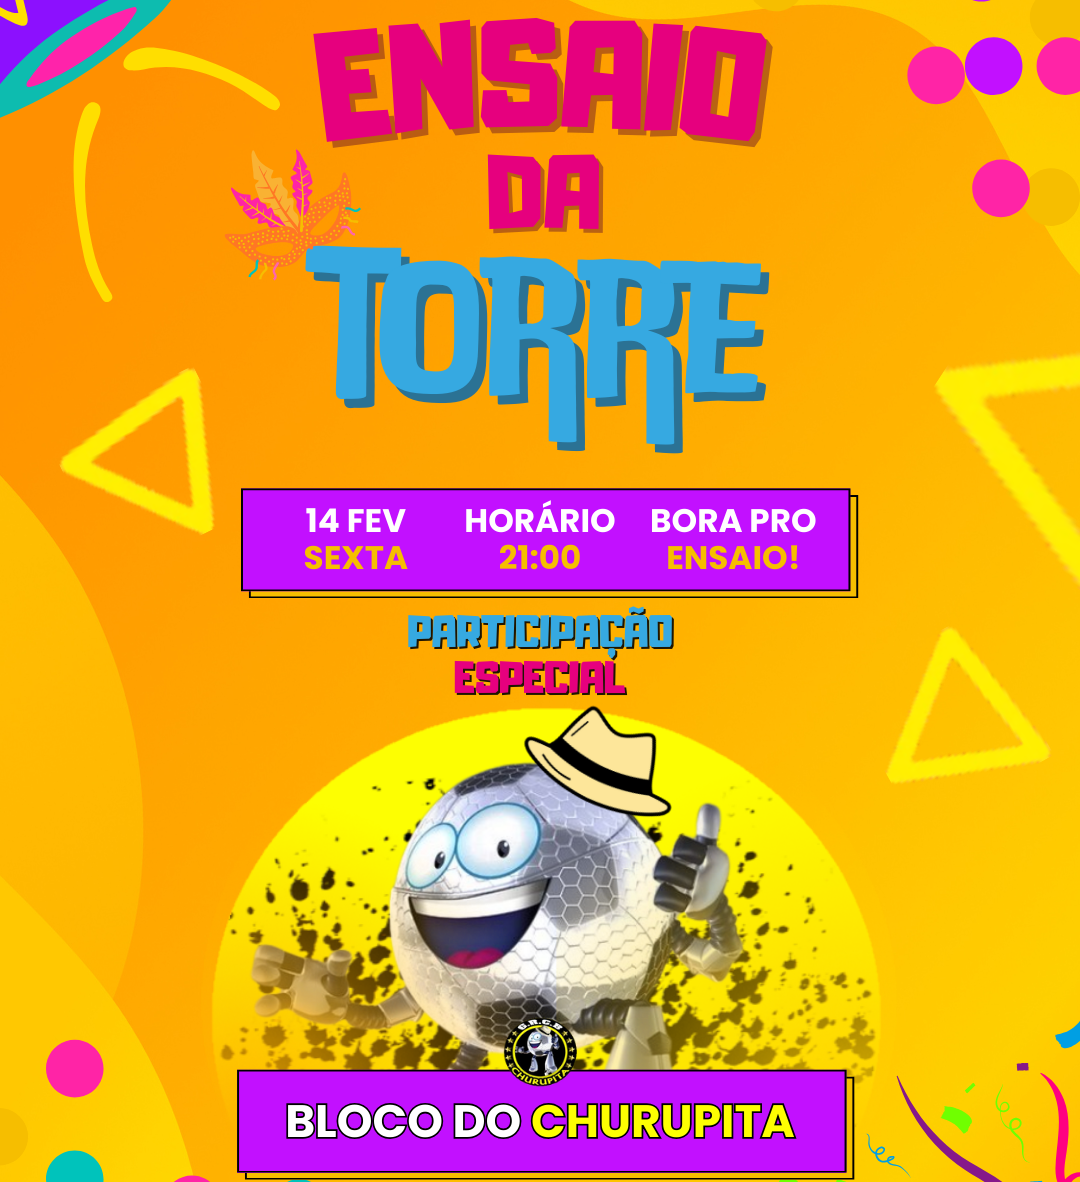 ENSAIO
DA
TORRE
14 FEV
SEXTA
HORÁRIO
21:00
BORA PRO
ENSAIO!
PARTICIPAÇÃO
ESPECIAL
G.R.C.B
CHURUPITA
BLOCO DO CHURUPITA